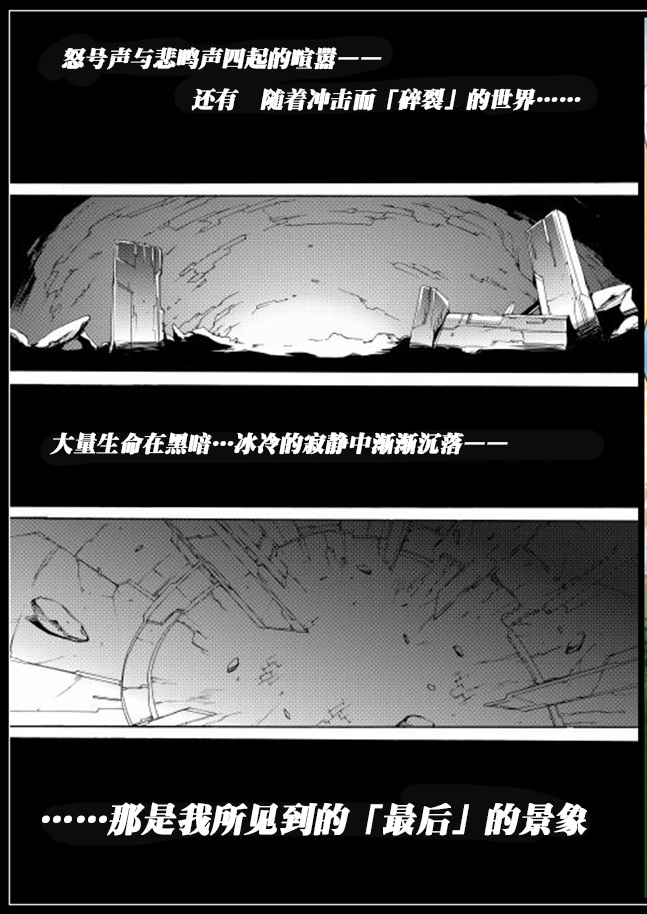 怒号声与悲鸣声四起的喧嚣——
还有　随着冲击而「碎裂」的世界……
大量生命在黑暗…冰冷的寂静中渐渐沉落——
……那是我所见到的「最后」的景象